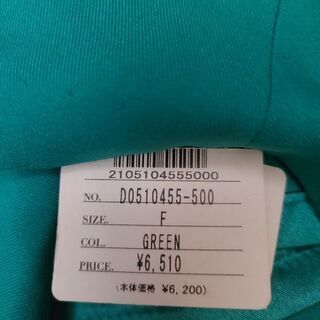 2105104555000
NO. D0510455-500
SIZE. F
COL. GREEN
PRICE. ¥6,510
(本体価格 ¥6,200)